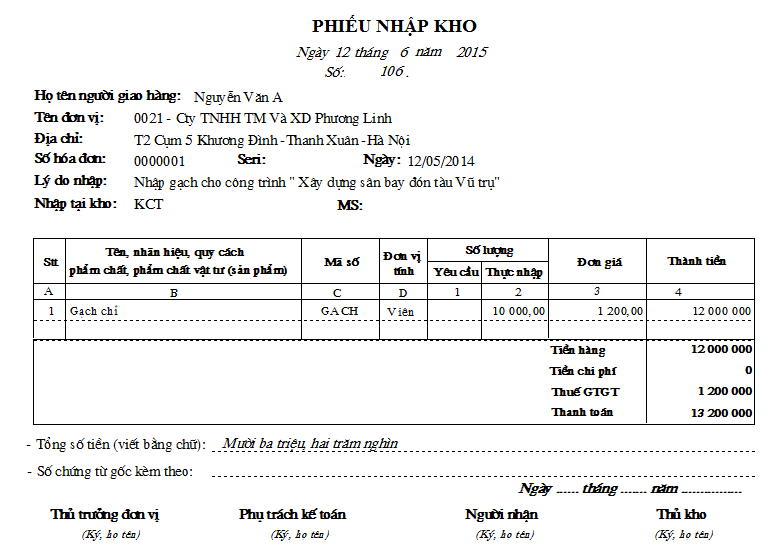 PHIẾU NHẬP KHO
Ngày 12 tháng 6 năm 2015
Số:. 106 .
Họ tên người giao hàng: Nguyễn Văn A
Tên đơn vị: 0021 - Cty TNHH TM Và XD Phương Linh
Địa chỉ: T2 Cụm 5 Khương Đình -Thanh Xuân -Hà Nội
Số hóa đơn: 0000001 Seri: Ngày: 12/05/2014
Lý do nhập: Nhập gạch cho công trình " Xây dựng sân bay đón tàu Vũ trụ"
Nhập tại kho: KCT MS:
Stt Tên, nhãn hiệu, quy cách phẩm chất, phẩm chất vật tư (sản phẩm) Mã số Đơn vị tính Số lượng Đơn giá Thành tiền
Yêu cầu Thực nhập
A B C D 1 2 3 4
1 Gạch chỉ GACH Viên 10 000,00 1 200,00 12 000 000
Tiền hàng 12 000 000
Tiền chi phí 0
Thuế GTGT 1 200 000
Thanh toán 13 200 000
- Tổng số tiền (viết bằng chữ): Mười ba triệu, hai trăm nghìn
- Số chứng từ gốc kèm theo:
Ngày ...... tháng ....... năm ................
Thủ trưởng đơn vị Phụ trách kế toán Người nhận Thủ kho
(Ký, họ tên) (Ký, họ tên) (Ký, họ tên) (Ký, họ tên)